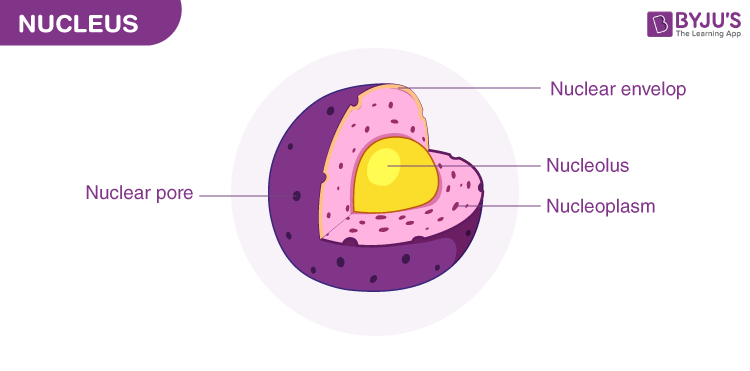 NUCLEUS
BYJU'S
The Learning App
Nuclear envelop
Nucleolus
Nuclear pore
Nucleoplasm